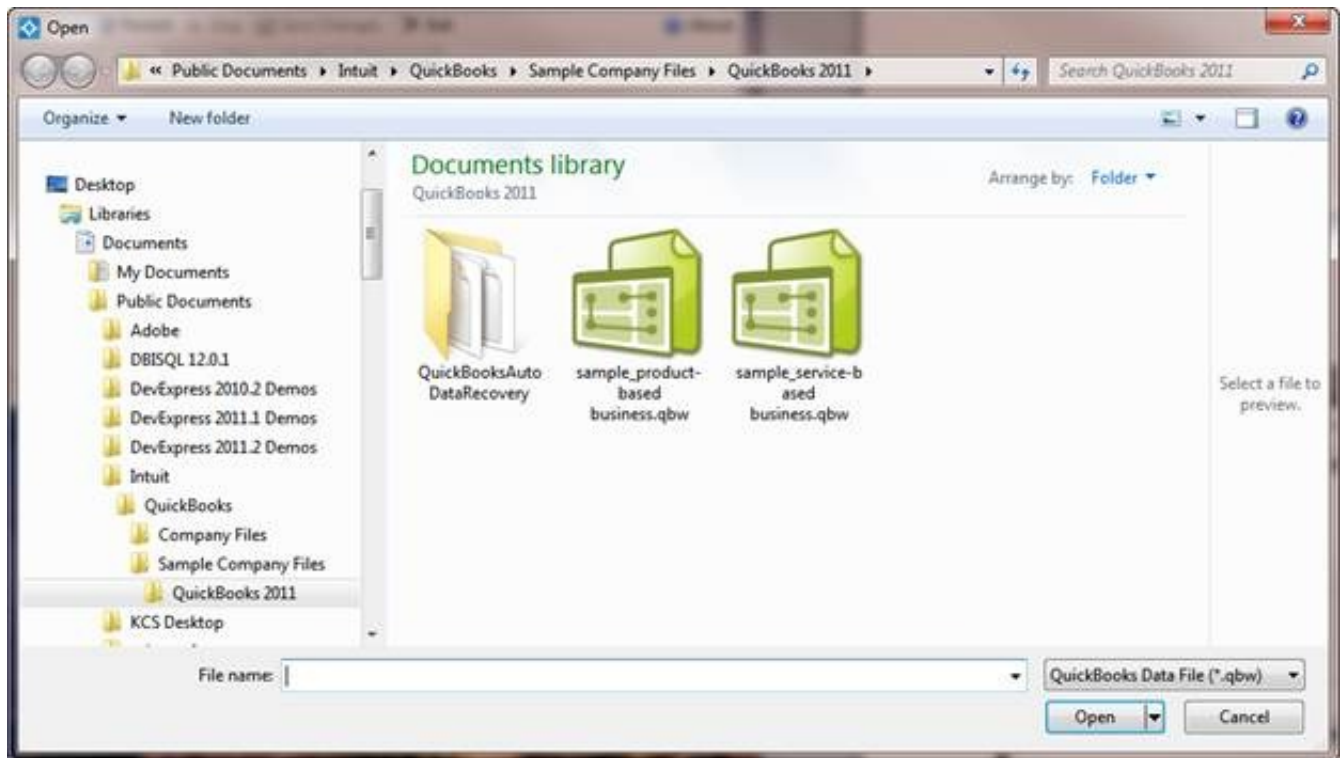 Open
« Public Documents ▸ Intuit ▸ QuickBooks ▸ Sample Company Files ▸ QuickBooks 2011 ▸
Search QuickBooks 2011
Organize
New folder
Desktop
Libraries
Documents
My Documents
Public Documents
Adobe
DBISQL 12.0.1
DevExpress 2010.2 Demos
DevExpress 2011.1 Demos
DevExpress 2011.2 Demos
Intuit
QuickBooks
Company Files
Sample Company Files
QuickBooks 2011
KCS Desktop
Documents library
QuickBooks 2011
Arrange by: Folder
QuickBooksAuto
DataRecovery
sample_product-
based
business.qbw
sample_service-b
ased
business.qbw
Select a file to
preview.
File name:
QuickBooks Data File (*.qbw)
Open
Cancel